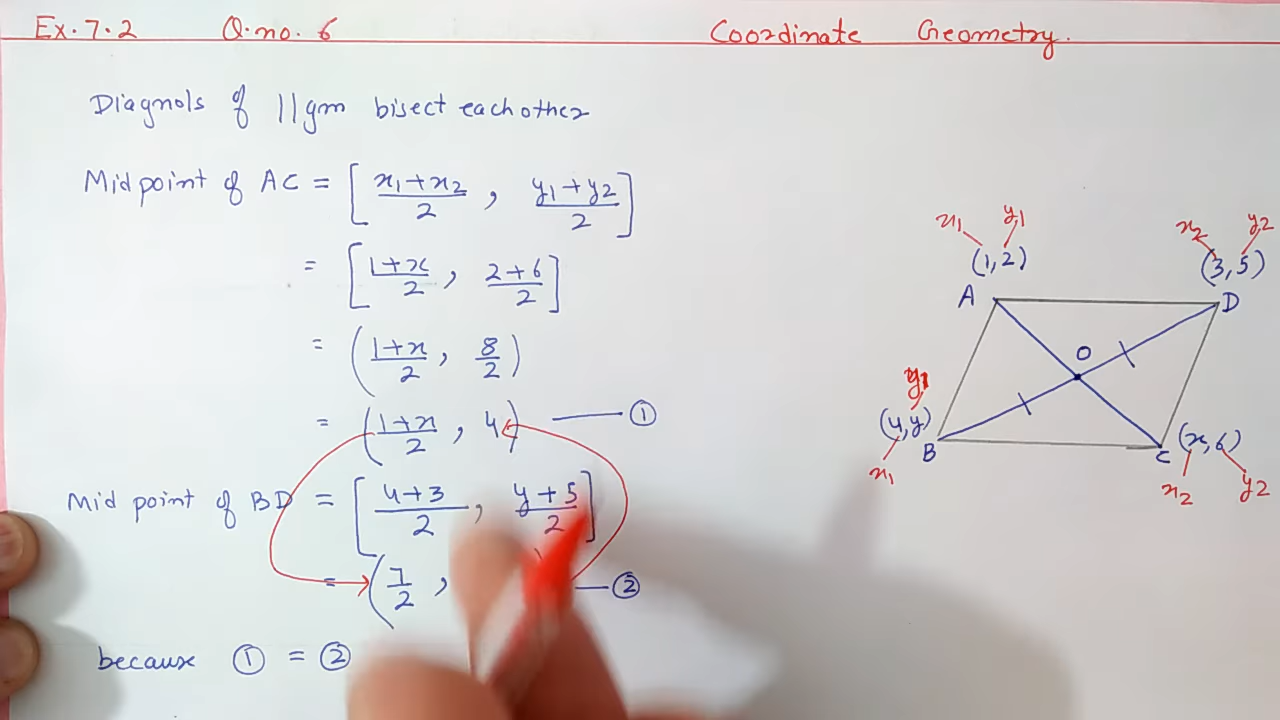 Ex. 7.2 Q. no. 6 Coordinate Geometry.
Diagnols of ||gm bisect each other
Mid point of AC = [ (x1+x2)/2 , (y1+y2)/2 ]
= [ (1+x)/2 , (2+6)/2 ]
= ( (1+x)/2 , 8/2 )
= ( (1+x)/2 , 4 ) — ①
Mid point of BD = [ (4+3)/2 , (y+5)/2 ]
= ( 7/2 , — ②
because ① = ②
x1 y1
x2 y2
(1,2)
(3,5)
A
D
O
y1
(4,y)
B
x1
C
(x,6)
x2 y2